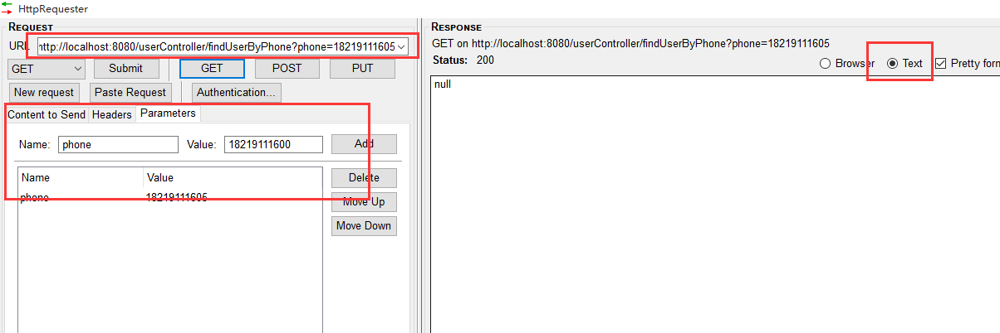 HttpRequester
REQUEST
URL http://localhost:8080/userController/findUserByPhone?phone=18219111605
GET Submit GET POST PUT
New request Paste Request Authentication...
Content to Send Headers Parameters
Name: phone Value: 18219111600 Add
Name Value Delete
phone 18219111605
Move Up
Move Down
RESPONSE
GET on http://localhost:8080/userController/findUserByPhone?phone=18219111605
Status: 200
Browser Text Pretty form
null